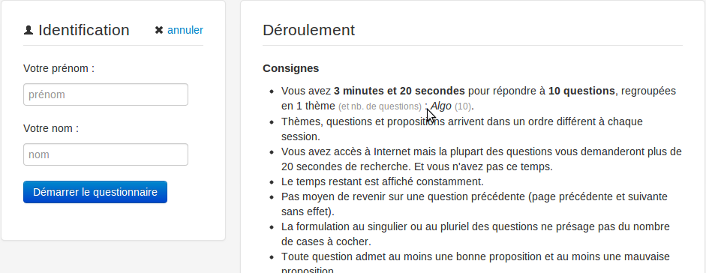 Identification
annuler
Votre prénom :
prénom
Votre nom :
nom
Démarrer le questionnaire
Déroulement
Consignes
Vous avez 3 minutes et 20 secondes pour répondre à 10 questions, regroupées
en 1 thème (et nb. de questions) : Algo (10).
Thèmes, questions et propositions arrivent dans un ordre différent à chaque
session.
Vous avez accès à Internet mais la plupart des questions vous demanderont plus de
20 secondes de recherche. Et vous n'avez pas ce temps.
Le temps restant est affiché constamment.
Pas moyen de revenir sur une question précédente (page précédente et suivante
sans effet).
La formulation au singulier ou au pluriel des questions ne présage pas du nombre
de cases à cocher.
Toute question admet au moins une bonne proposition et au moins une mauvaise
proposition.